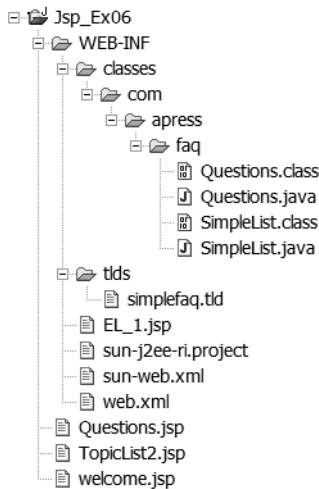 Jsp_Ex06
WEB-INF
classes
com
apress
faq
Questions.class
Questions.java
SimpleList.class
SimpleList.java
tlds
simplefaq.tld
EL_1.jsp
sun-j2ee-ri.project
sun-web.xml
web.xml
Questions.jsp
TopicList2.jsp
welcome.jsp